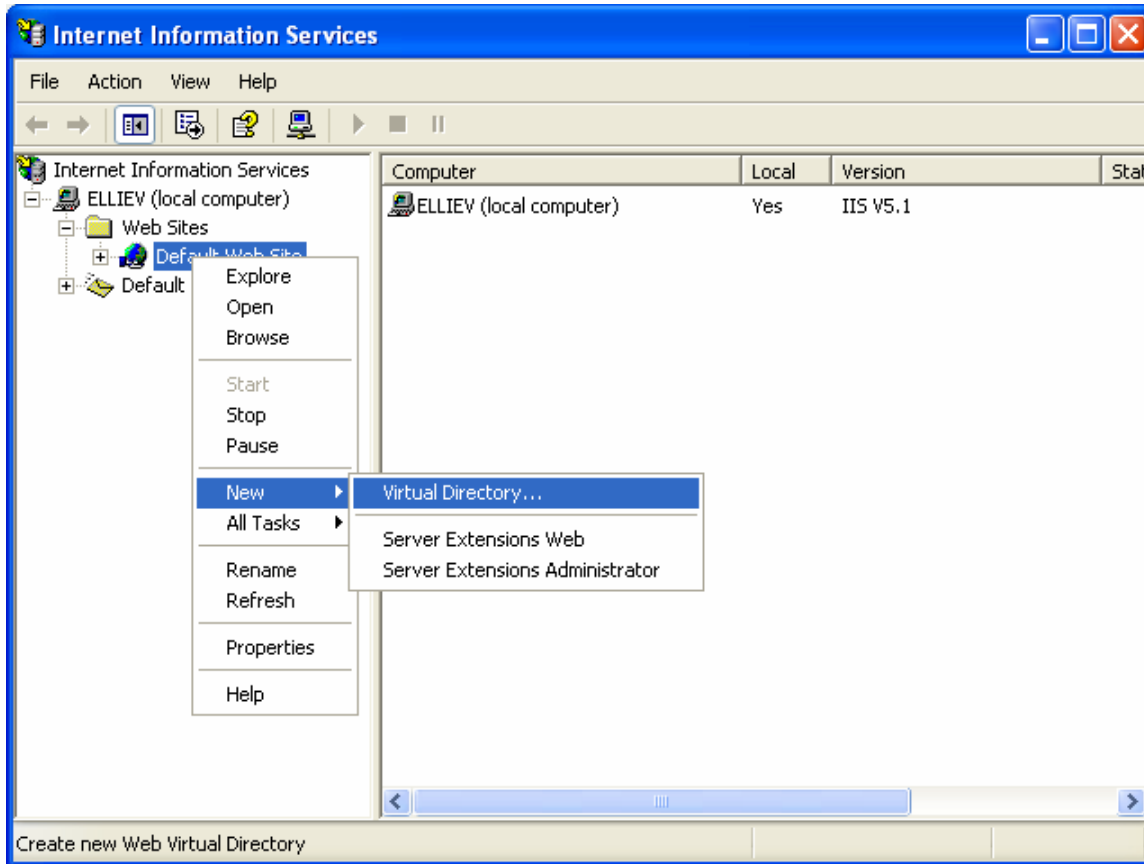 Internet Information Services
File Action View Help
Internet Information Services
ELLIEV (local computer)
Web Sites
Default Web Site
Default
Computer Local Version Stat
ELLIEV (local computer) Yes IIS V5.1
Explore
Open
Browse
Start
Stop
Pause
New
All Tasks
Rename
Refresh
Properties
Help
Virtual Directory...
Server Extensions Web
Server Extensions Administrator
Create new Web Virtual Directory